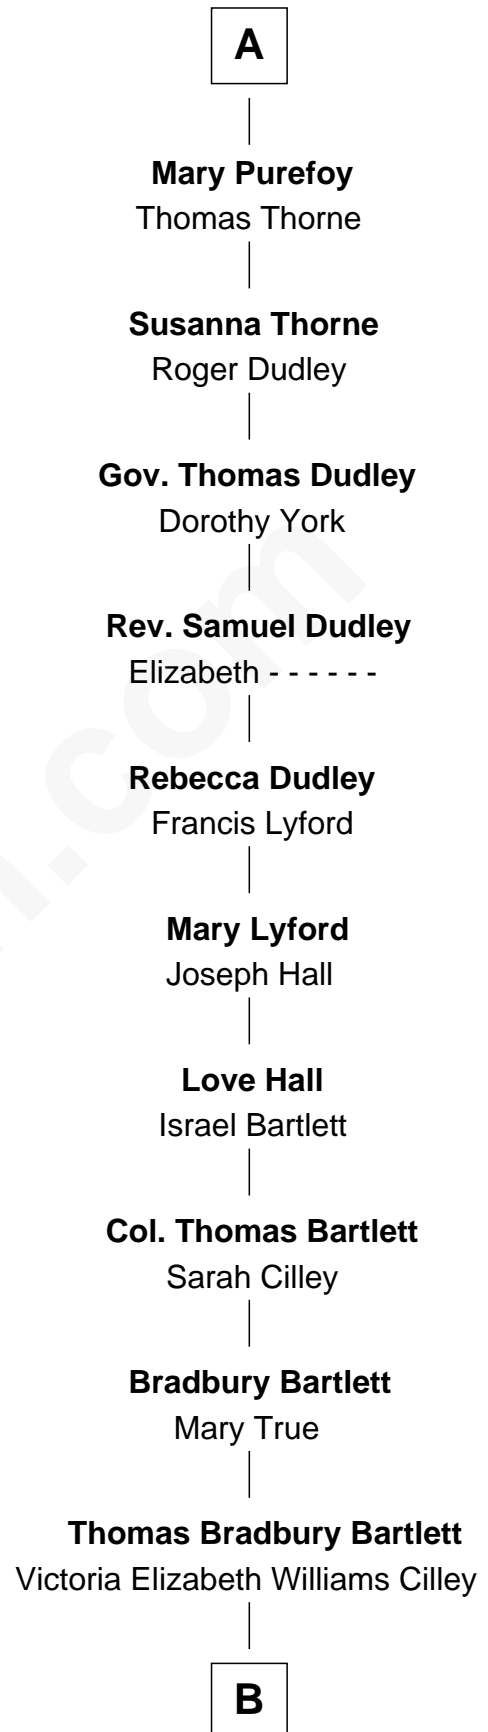 A
Mary Purefoy
Thomas Thorne
Susanna Thorne
Roger Dudley
Gov. Thomas Dudley
Dorothy York
Rev. Samuel Dudley
Elizabeth - - - - - -
Rebecca Dudley
Francis Lyford
Mary Lyford
Joseph Hall
Love Hall
Israel Bartlett
Col. Thomas Bartlett
Sarah Cilley
Bradbury Bartlett
Mary True
Thomas Bradbury Bartlett
Victoria Elizabeth Williams Cilley
B